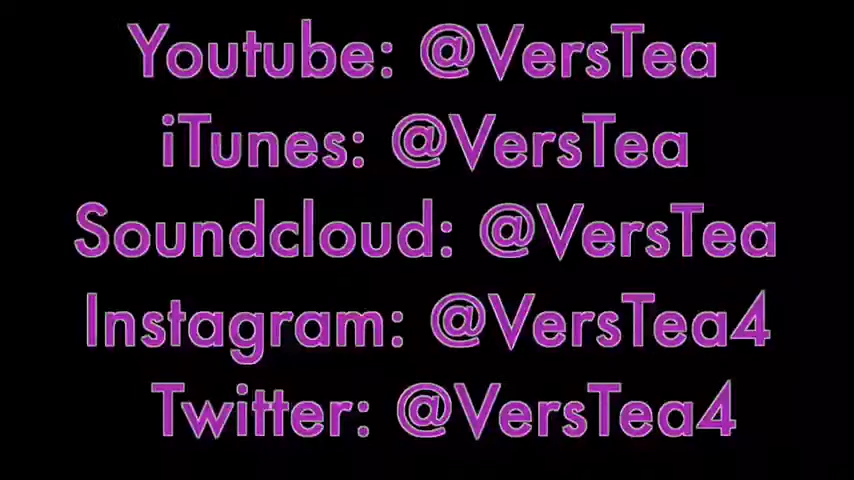 Youtube: @VersTea
iTunes: @VersTea
Soundcloud: @VersTea
Instagram: @VersTea4
Twitter: @VersTea4